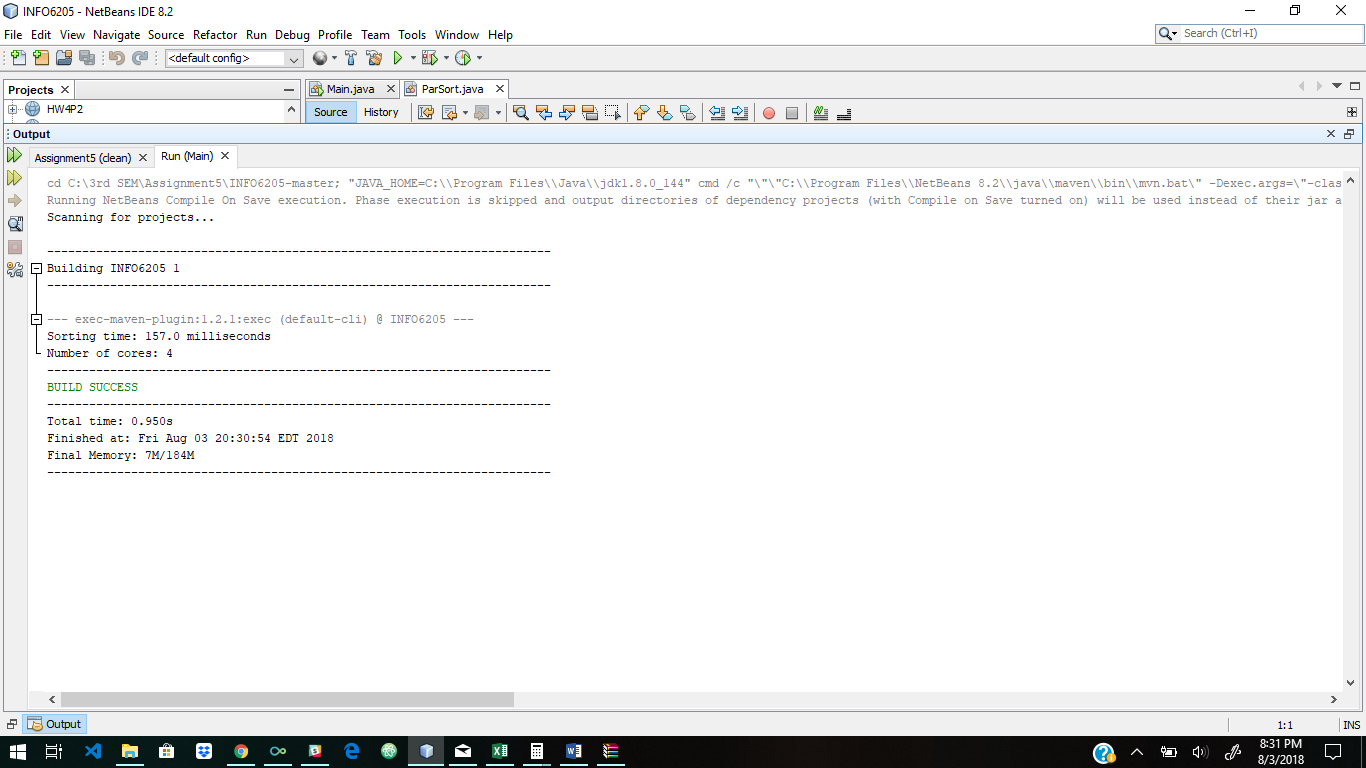 INFO6205 - NetBeans IDE 8.2
File Edit View Navigate Source Refactor Run Debug Profile Team Tools Window Help
Search (Ctrl+I)
<default config>
Projects
Main.java
ParSort.java
HW4P2
Source History
Output
Assignment5 (clean)
Run (Main)
cd C:\3rd SEM\Assignment5\INFO6205-master; "JAVA_HOME=C:\\Program Files\\Java\\jdk1.8.0_144" cmd /c "\"\"C:\\Program Files\\NetBeans 8.2\\java\\maven\\bin\\mvn.bat\" -Dexec.args=\"-clas
Running NetBeans Compile On Save execution. Phase execution is skipped and output directories of dependency projects (with Compile on Save turned on) will be used instead of their jar a
Scanning for projects...
------------------------------------------------------------------------
Building INFO6205 1
------------------------------------------------------------------------
--- exec-maven-plugin:1.2.1:exec (default-cli) @ INFO6205 ---
Sorting time: 157.0 milliseconds
Number of cores: 4
------------------------------------------------------------------------
BUILD SUCCESS
------------------------------------------------------------------------
Total time: 0.950s
Finished at: Fri Aug 03 20:30:54 EDT 2018
Final Memory: 7M/184M
------------------------------------------------------------------------
Output
1:1
INS
8:31 PM
8/3/2018